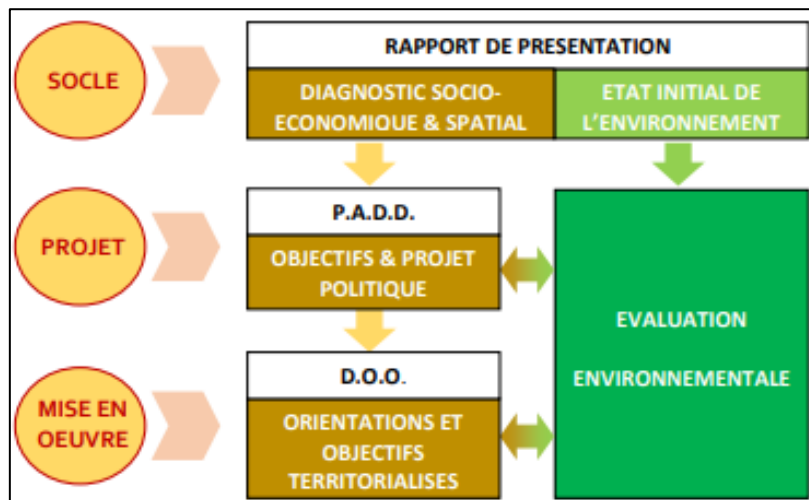 SOCLE
RAPPORT DE PRESENTATION
DIAGNOSTIC SOCIO-
ECONOMIQUE & SPATIAL
ETAT INITIAL DE
L'ENVIRONNEMENT
PROJET
P.A.D.D.
OBJECTIFS & PROJET
POLITIQUE
EVALUATION
ENVIRONNEMENTALE
MISE EN
OEUVRE
D.O.O.
ORIENTATIONS ET
OBJECTIFS
TERRITORIALISES